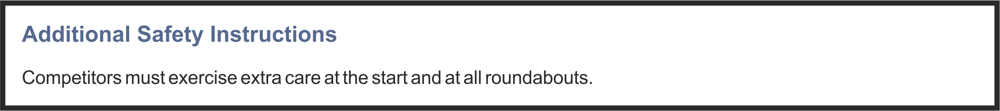 Additional Safety Instructions
Competitors must exercise extra care at the start and at all roundabouts.